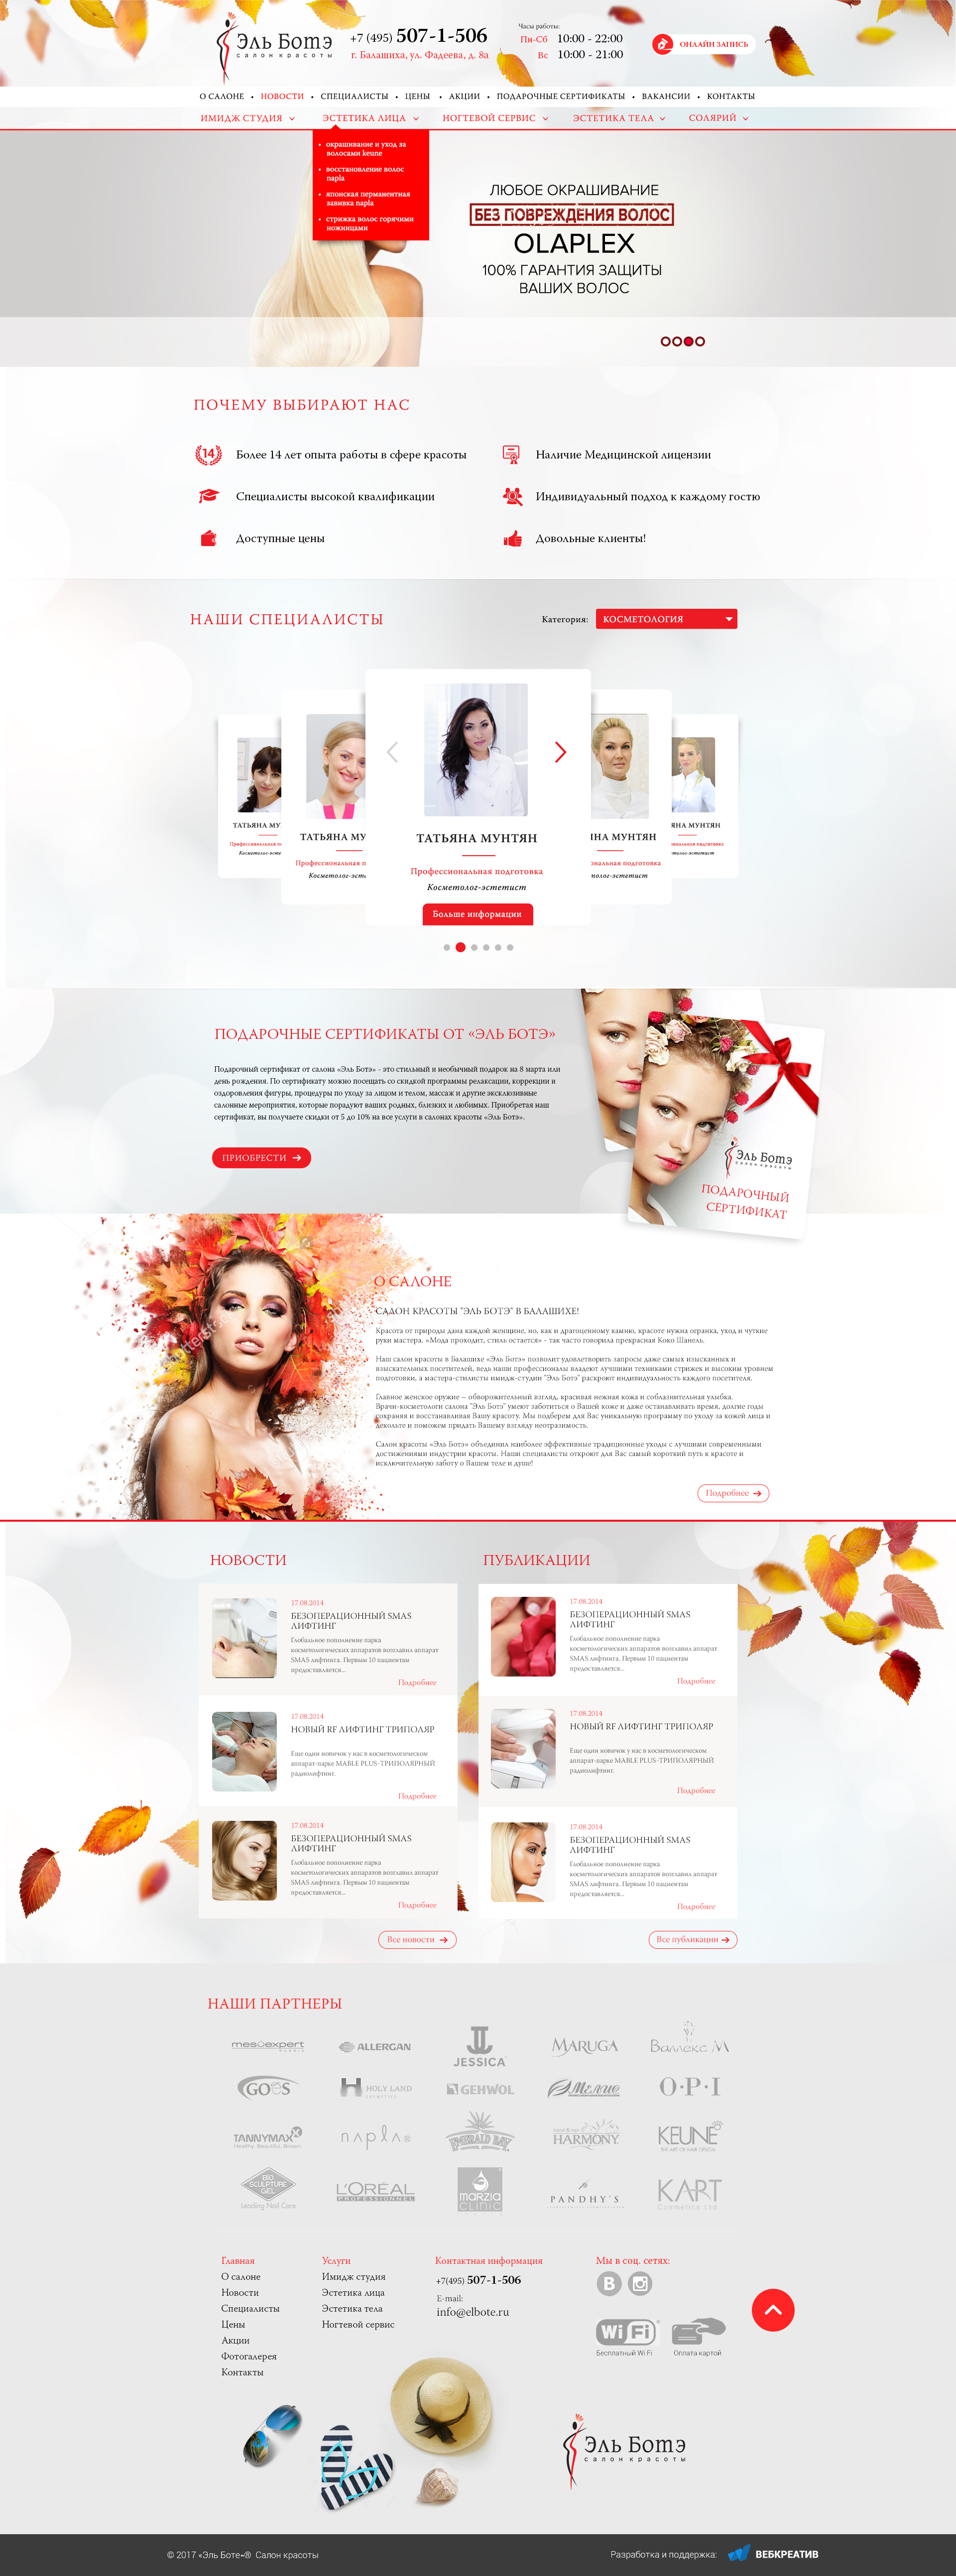 Эль Ботэ
салон красоты
+7 (495) 507-1-506
г. Балашиха, ул. Фадеева, д. 8а
Часы работы:
Пн-Сб 10:00 - 22:00
Вс 10:00 - 21:00
ОНЛАЙН ЗАПИСЬ
О САЛОНЕ • НОВОСТИ • СПЕЦИАЛИСТЫ • ЦЕНЫ • АКЦИИ • ПОДАРОЧНЫЕ СЕРТИФИКАТЫ • ВАКАНСИИ • КОНТАКТЫ
ИМИДЖ СТУДИЯ ЭСТЕТИКА ЛИЦА НОГТЕВОЙ СЕРВИС ЭСТЕТИКА ТЕЛА СОЛЯРИЙ
• окрашивание и уход за
волосами keune
• восстановление волос
napla
• японская перманентная
завивка napla
• стрижка волос горячими
ножницами
ЛЮБОЕ ОКРАШИВАНИЕ
БЕЗ ПОВРЕЖДЕНИЯ ВОЛОС
OLAPLEX
100% ГАРАНТИЯ ЗАЩИТЫ
ВАШИХ ВОЛОС
ПОЧЕМУ ВЫБИРАЮТ НАС
14
Более 14 лет опыта работы в сфере красоты
Наличие Медицинской лицензии
Специалисты высокой квалификации
Индивидуальный подход к каждому гостю
Доступные цены
Довольные клиенты!
НАШИ СПЕЦИАЛИСТЫ
Категория:
КОСМЕТОЛОГИЯ
ТАТЬЯНА МУНТЯН
Профессиональная подготовка
Косметолог-эстетист
Больше информации
ПОДАРОЧНЫЕ СЕРТИФИКАТЫ ОТ «ЭЛЬ БОТЭ»
Подарочный сертификат от салона «Эль Ботэ» - это стильный и необычный подарок на 8 марта или
день рождения. По сертификату можно посещать со скидкой программы релаксации, коррекции и
оздоровления фигуры, процедуры по уходу за лицом и телом, массаж и другие эксклюзивные
салонные мероприятия, которые порадуют ваших родных, близких и любимых. Приобретая наш
сертификат, вы получаете скидки от 5 до 10% на все услуги в салонах красоты «Эль Ботэ».
ПРИОБРЕСТИ
Эль Ботэ
салон красоты
ПОДАРОЧНЫЙ
СЕРТИФИКАТ
О САЛОНЕ
САЛОН КРАСОТЫ "ЭЛЬ БОТЭ" В БАЛАШИХЕ!
Красота от природы дана каждой женщине, но, как и драгоценному камню, красоте нужна огранка, уход и чуткие
руки мастера. «Мода проходит, стиль остается» - так часто говорила прекрасная Коко Шанель.
Наш салон красоты в Балашихе «Эль Ботэ» позволит удовлетворить запросы даже самых изысканных и
взыскательных посетителей, ведь наши профессионалы владеют лучшими техниками стрижек и высоким уровнем
подготовки, а мастера-стилисты имидж-студии "Эль Ботэ" раскроют индивидуальность каждого посетителя.
Главное женское оружие – обворожительный взгляд, красивая нежная кожа и соблазнительная улыбка.
Врачи-косметологи салона "Эль Ботэ" умеют заботиться о Вашей коже и даже останавливать время, долгие годы
сохраняя и восстанавливая Вашу красоту. Мы подберем для Вас уникальную программу по уходу за кожей лица и
декольте и поможем придать Вашему взгляду неотразимость.
Салон красоты «Эль Ботэ» объединил наиболее эффективные традиционные уходы с лучшими современными
достижениями индустрии красоты. Наши специалисты откроют для Вас самый короткий путь к красоте и
исключительную заботу о Вашем теле и душе!
Подробнее
НОВОСТИ
17.08.2014
БЕЗОПЕРАЦИОННЫЙ SMAS
ЛИФТИНГ
Глобальное пополнение парка
косметологических аппаратов возглавил аппарат
SMAS лифтинга. Первым 10 пациентам
предоставляется...
Подробнее
17.08.2014
НОВЫЙ RF ЛИФТИНГ ТРИПОЛЯР
Еще один новичок у нас в косметологическом
аппарат-парке MABLE PLUS-ТРИПОЛЯРНЫЙ
радиолифтинг.
Подробнее
17.08.2014
БЕЗОПЕРАЦИОННЫЙ SMAS
ЛИФТИНГ
Глобальное пополнение парка
косметологических аппаратов возглавил аппарат
SMAS лифтинга. Первым 10 пациентам
предоставляется...
Подробнее
Все новости
ПУБЛИКАЦИИ
17.08.2014
БЕЗОПЕРАЦИОННЫЙ SMAS
ЛИФТИНГ
Глобальное пополнение парка
косметологических аппаратов возглавил аппарат
SMAS лифтинга. Первым 10 пациентам
предоставляется...
Подробнее
17.08.2014
НОВЫЙ RF ЛИФТИНГ ТРИПОЛЯР
Еще один новичок у нас в косметологическом
аппарат-парке MABLE PLUS-ТРИПОЛЯРНЫЙ
радиолифтинг.
Подробнее
17.08.2014
БЕЗОПЕРАЦИОННЫЙ SMAS
ЛИФТИНГ
Глобальное пополнение парка
косметологических аппаратов возглавил аппарат
SMAS лифтинга. Первым 10 пациентам
предоставляется...
Подробнее
Все публикации
НАШИ ПАРТНЕРЫ
mesoexpert ALLERGAN JESSICA MARUGA Валлекс М
GOES HOLY LAND GEHWOL Мелис O·P·I
TANNYMAX napla EMERALD BAY HARMONY KEUNE
Healthy. Beautiful. Brown.
THE ART OF HAIR DESIGN
BIO SCULPTURE GEL L'ORÉAL PROFESSIONNEL marzia CLINIC PANDHY'S KART
Leading Nail Care
Cosmetics Ltd.
Главная
О салоне
Новости
Специалисты
Цены
Акции
Фотогалерея
Контакты
Услуги
Имидж студия
Эстетика лица
Эстетика тела
Ногтевой сервис
Контактная информация
+7(495) 507-1-506
E-mail:
info@elbote.ru
Мы в соц. сетях:
B
Wi Fi
Бесплатный Wi Fi
Оплата картой
Эль Ботэ
салон красоты
© 2017 «Эль Боте-® Салон красоты
Разработка и поддержка: ВЕБКРЕАТИВ